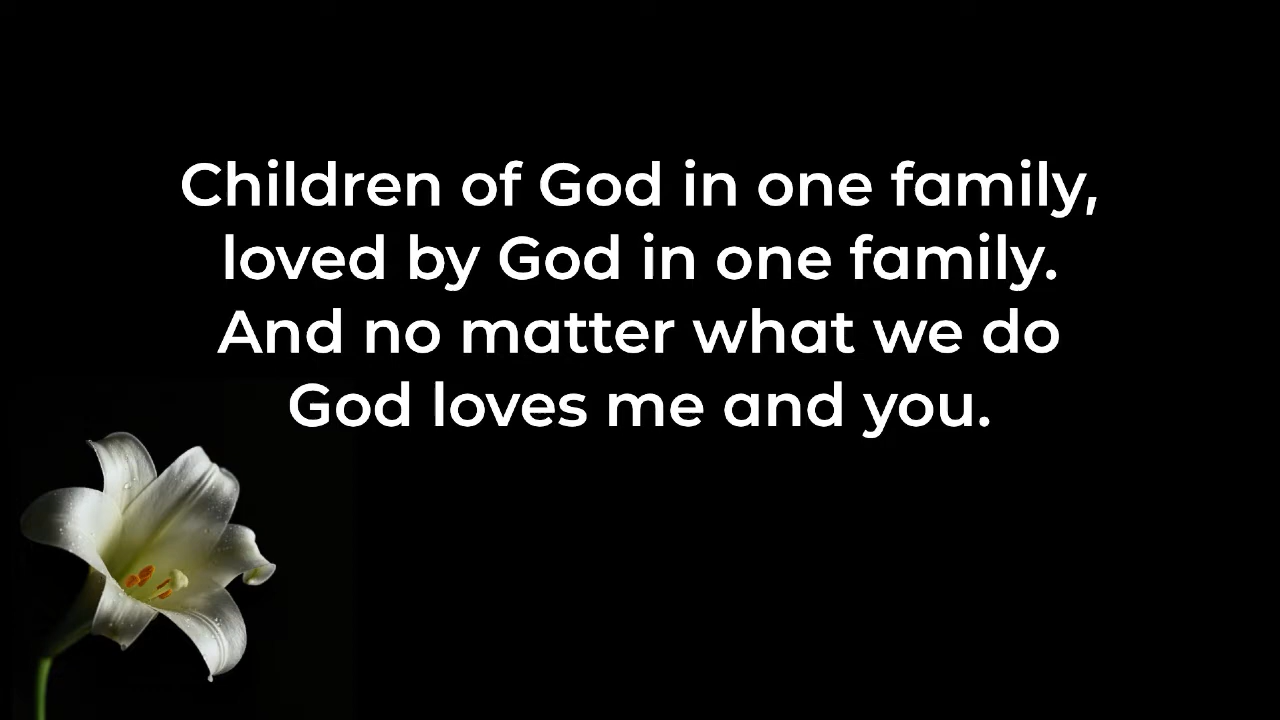 Children of God in one family,
loved by God in one family.
And no matter what we do
God loves me and you.